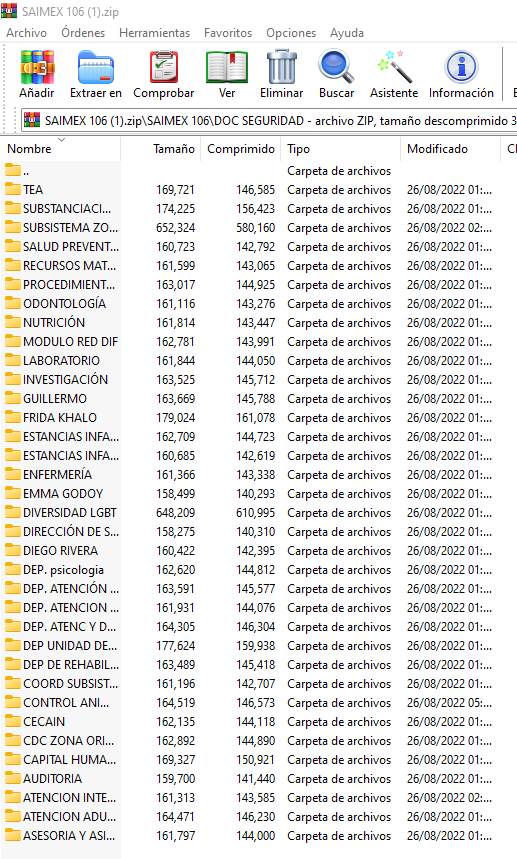 SAIMEX 106 (1).zip
Archivo Órdenes Herramientas Favoritos Opciones Ayuda
Añadir Extraer en Comprobar Ver Eliminar Buscar Asistente Información E
SAIMEX 106 (1).zip\SAIMEX 106\DOC SEGURIDAD - archivo ZIP, tamaño descomprimido 3
Nombre Tamaño Comprimido Tipo Modificado CI
.. Carpeta de archivos
TEA 169,721 146,585 Carpeta de archivos 26/08/2022 01:...
SUBSTANCIACI... 174,225 156,423 Carpeta de archivos 26/08/2022 01:...
SUBSISTEMA ZO... 652,324 580,160 Carpeta de archivos 26/08/2022 02:...
SALUD PREVENT... 160,723 142,792 Carpeta de archivos 26/08/2022 01:...
RECURSOS MAT... 161,599 143,065 Carpeta de archivos 26/08/2022 01:...
PROCEDIMIENT... 163,017 144,925 Carpeta de archivos 26/08/2022 01:...
ODONTOLOGÍA 161,116 143,276 Carpeta de archivos 26/08/2022 01:...
NUTRICIÓN 161,814 143,447 Carpeta de archivos 26/08/2022 01:...
MODULO RED DIF 162,781 143,991 Carpeta de archivos 26/08/2022 01:...
LABORATORIO 161,844 144,050 Carpeta de archivos 26/08/2022 01:...
INVESTIGACIÓN 163,525 145,712 Carpeta de archivos 26/08/2022 01:...
GUILLERMO 163,669 145,788 Carpeta de archivos 26/08/2022 01:...
FRIDA KHALO 179,024 161,078 Carpeta de archivos 26/08/2022 01:...
ESTANCIAS INFA... 162,709 144,723 Carpeta de archivos 26/08/2022 01:...
ESTANCIAS INFA... 160,685 142,619 Carpeta de archivos 26/08/2022 01:...
ENFERMERÍA 161,366 143,338 Carpeta de archivos 26/08/2022 01:...
EMMA GODOY 158,499 140,293 Carpeta de archivos 26/08/2022 01:...
DIVERSIDAD LGBT 648,209 610,995 Carpeta de archivos 26/08/2022 01:...
DIRECCIÓN DE S... 158,275 140,310 Carpeta de archivos 26/08/2022 01:...
DIEGO RIVERA 160,422 142,395 Carpeta de archivos 26/08/2022 01:...
DEP. psicologia 162,620 144,812 Carpeta de archivos 26/08/2022 01:...
DEP. ATENCIÓN ... 163,591 145,577 Carpeta de archivos 26/08/2022 01:...
DEP. ATENCION ... 161,931 144,076 Carpeta de archivos 26/08/2022 01:...
DEP. ATENC Y D... 164,305 146,304 Carpeta de archivos 26/08/2022 01:...
DEP UNIDAD DE... 177,624 159,938 Carpeta de archivos 26/08/2022 01:...
DEP DE REHABIL... 163,489 145,418 Carpeta de archivos 26/08/2022 01:...
COORD SUBSIST... 161,196 142,707 Carpeta de archivos 26/08/2022 01:...
CONTROL ANI... 164,519 146,573 Carpeta de archivos 26/08/2022 05:...
CECAIN 162,135 144,118 Carpeta de archivos 26/08/2022 01:...
CDC ZONA ORI... 162,892 144,890 Carpeta de archivos 26/08/2022 01:...
CAPITAL HUMA... 169,327 150,921 Carpeta de archivos 26/08/2022 01:...
AUDITORIA 159,700 141,440 Carpeta de archivos 26/08/2022 01:...
ATENCION INTE... 161,313 143,585 Carpeta de archivos 26/08/2022 02:...
ATENCION ADU... 164,471 146,230 Carpeta de archivos 26/08/2022 01:...
ASESORIA Y ASI... 161,797 144,000 Carpeta de archivos 26/08/2022 01:...